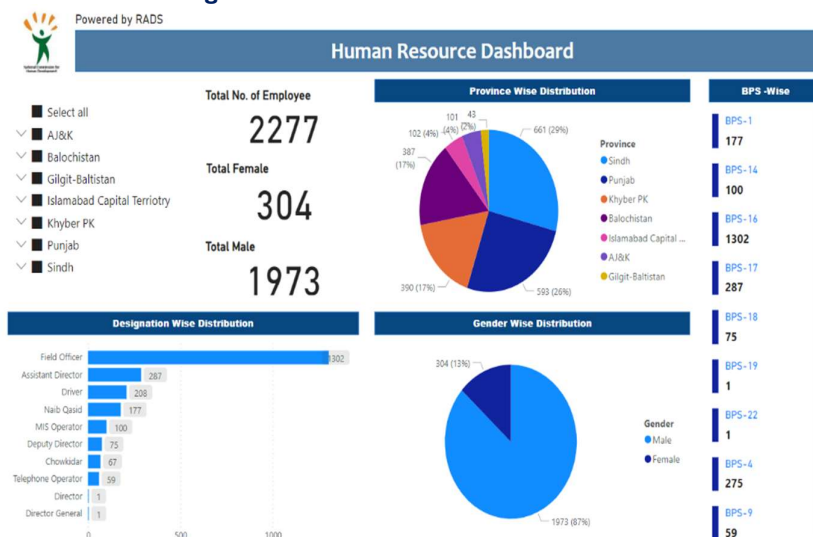 Powered by RADS
Human Resource Dashboard
Select all
AJ&K
Balochistan
Gilgit-Baltistan
Islamabad Capital Terriotry
Khyber PK
Punjab
Sindh
Total No. of Employee
2277
Total Female
304
Total Male
1973
Province Wise Distribution
661 (29%)
593 (26%)
390 (17%)
387
(17%)
102 (4%)
101
(4%)
43
(2%)
Province
Sindh
Punjab
Khyber PK
Balochistan
Islamabad Capital ...
AJ&K
Gilgit-Baltistan
BPS -Wise
BPS-1
177
BPS-14
100
BPS-16
1302
BPS-17
287
BPS-18
75
BPS-19
1
BPS-22
1
BPS-4
275
BPS-9
59
Designation Wise Distribution
Field Officer 1302
Assistant Director 287
Driver 208
Naib Qasid 177
MIS Operator 100
Deputy Director 75
Chowkidar 67
Telephone Operator 59
Director 1
Director General 1
0 500 1000
Gender Wise Distribution
304 (13%)
1973 (87%)
Gender
Male
Female